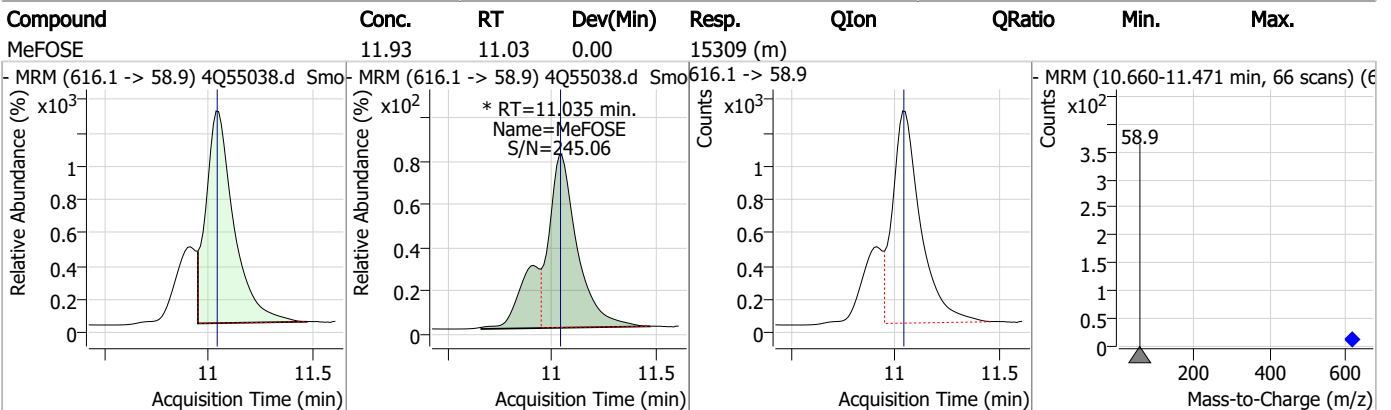 Compound Conc. RT Dev(Min) Resp. QIon QRatio Min. Max.
MeFOSE 11.93 11.03 0.00 15309 (m)
- MRM (616.1 -> 58.9) 4Q55038.d Smo
Relative Abundance (%)
x10³
1
0.8
0.6
0.4
0.2
0
11 11.5
Acquisition Time (min)
- MRM (616.1 -> 58.9) 4Q55038.d Smo
Relative Abundance (%)
x10²
* RT=11.035 min.
Name=MeFOSE
S/N=245.06
0.8
0.6
0.4
0.2
0
11 11.5
Acquisition Time (min)
616.1 -> 58.9
Counts
x10³
1
0.8
0.6
0.4
0.2
0
11 11.5
Acquisition Time (min)
- MRM (10.660-11.471 min, 66 scans) (6
Counts
x10²
58.9
3.5
3
2.5
2
1.5
1
0.5
0
200 400 600
Mass-to-Charge (m/z)